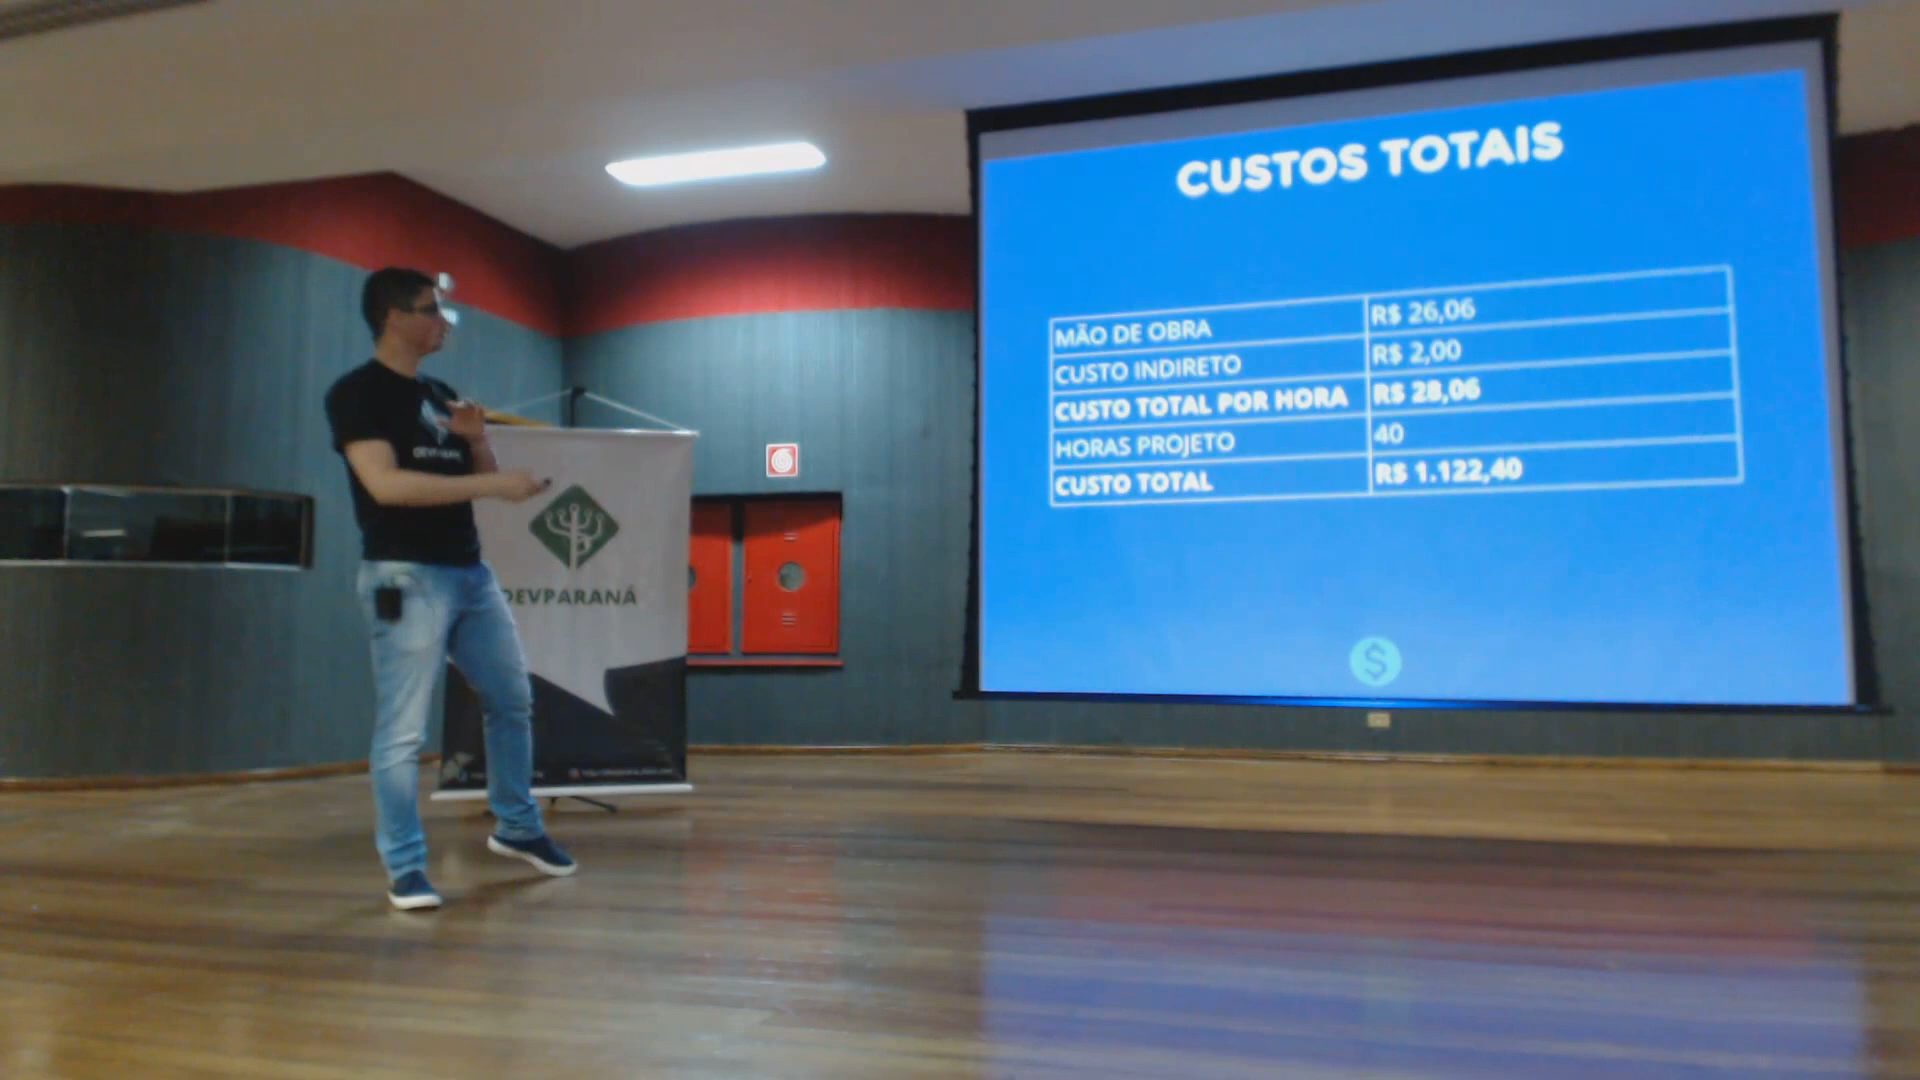 CUSTOS TOTAIS
MÃO DE OBRA R$ 26,06
CUSTO INDIRETO R$ 2,00
CUSTO TOTAL POR HORA R$ 28,06
HORAS PROJETO 40
CUSTO TOTAL R$ 1.122,40
DEVPARANÁ